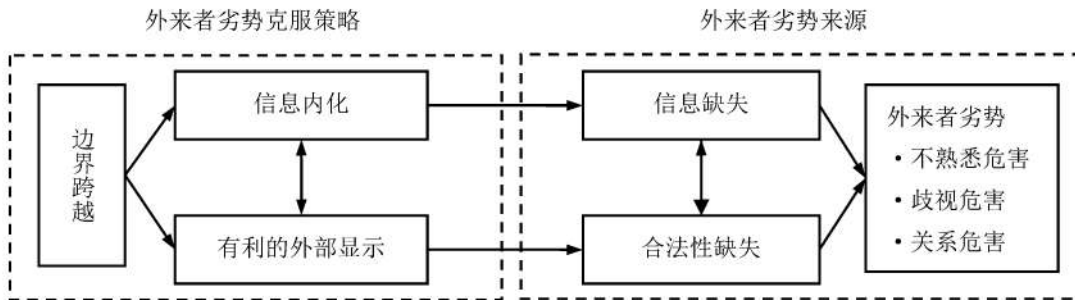 外来者劣势克服策略
外来者劣势来源
边界跨越
信息内化
有利的外部显示
信息缺失
合法性缺失
外来者劣势
·不熟悉危害
·歧视危害
·关系危害